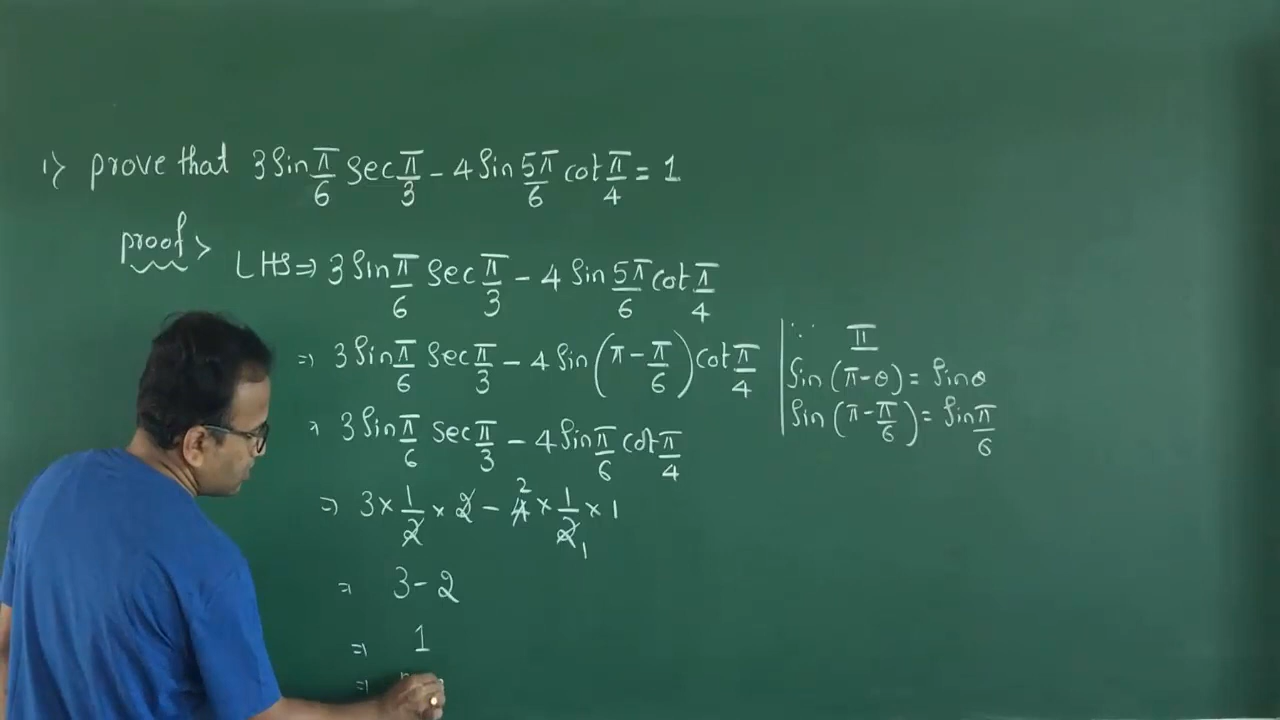 1) prove that 3 Sin π/6 Sec π/3 - 4 Sin 5π/6 cot π/4 = 1
proof>
LHS ⇒ 3 Sin π/6 Sec π/3 - 4 Sin 5π/6 cot π/4
⇒ 3 Sin π/6 Sec π/3 - 4 Sin (π - π/6) cot π/4
⇒ 3 Sin π/6 Sec π/3 - 4 Sin π/6 cot π/4
⇒ 3 × 1/2 × 2 - 4 2 × 1/2 1 × 1
= 3 - 2
⇒ 1
=
∵ π
Sin (π - θ) = Sin θ
Sin (π - π/6) = Sin π/6